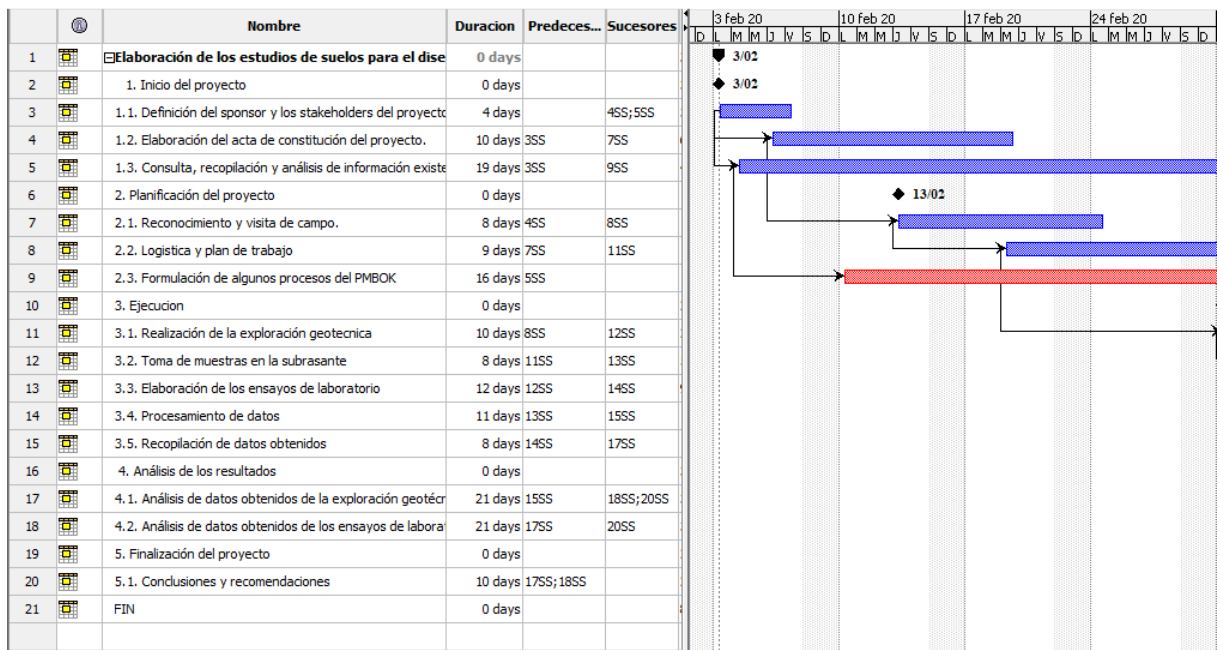 Nombre Duracion Predeces... Sucesores
3 feb 20 10 feb 20 17 feb 20 24 feb 20
D L M M J V S D L M M J V S D L M M J V S D L M M J V S D
1 Elaboración de los estudios de suelos para el dise 0 days 3/02
2 1. Inicio del proyecto 0 days 3/02
3 1.1. Definición del sponsor y los stakeholders del proyecto 4 days 4SS;5SS
4 1.2. Elaboración del acta de constitución del proyecto. 10 days 3SS 7SS
5 1.3. Consulta, recopilación y análisis de información existe 19 days 3SS 9SS
6 2. Planificación del proyecto 0 days 13/02
7 2.1. Reconocimiento y visita de campo. 8 days 4SS 8SS
8 2.2. Logistica y plan de trabajo 9 days 7SS 11SS
9 2.3. Formulación de algunos procesos del PMBOK 16 days 5SS
10 3. Ejecucion 0 days
11 3.1. Realización de la exploración geotecnica 10 days 8SS 12SS
12 3.2. Toma de muestras en la subrasante 8 days 11SS 13SS
13 3.3. Elaboración de los ensayos de laboratorio 12 days 12SS 14SS
14 3.4. Procesamiento de datos 11 days 13SS 15SS
15 3.5. Recopilación de datos obtenidos 8 days 14SS 17SS
16 4. Análisis de los resultados 0 days
17 4.1. Análisis de datos obtenidos de la exploración geotécr 21 days 15SS 18SS;20SS
18 4.2. Análisis de datos obtenidos de los ensayos de labora 21 days 17SS 20SS
19 5. Finalización del proyecto 0 days
20 5.1. Conclusiones y recomendaciones 10 days 17SS;18SS
21 FIN 0 days